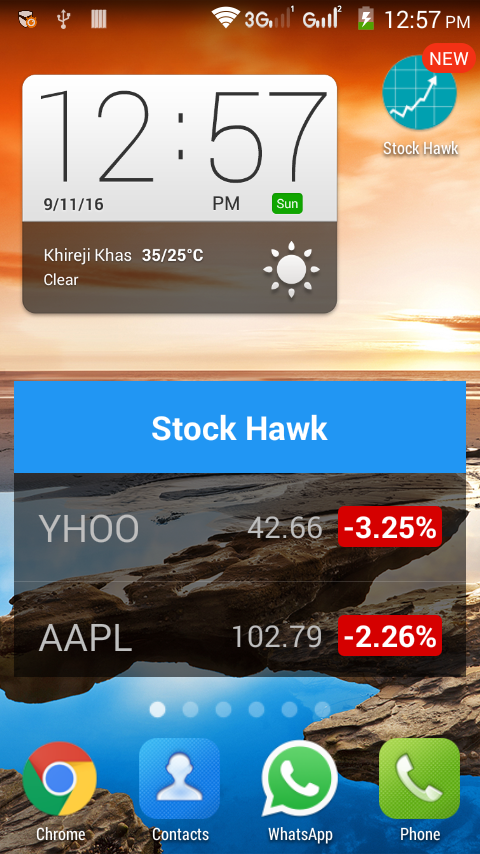 3G 1 G 2 12:57 PM
NEW
Stock Hawk
12:57
9/11/16 PM Sun
Khireji Khas 35/25°C
Clear
Stock Hawk
YHOO 42.66 -3.25%
AAPL 102.79 -2.26%
Chrome Contacts WhatsApp Phone